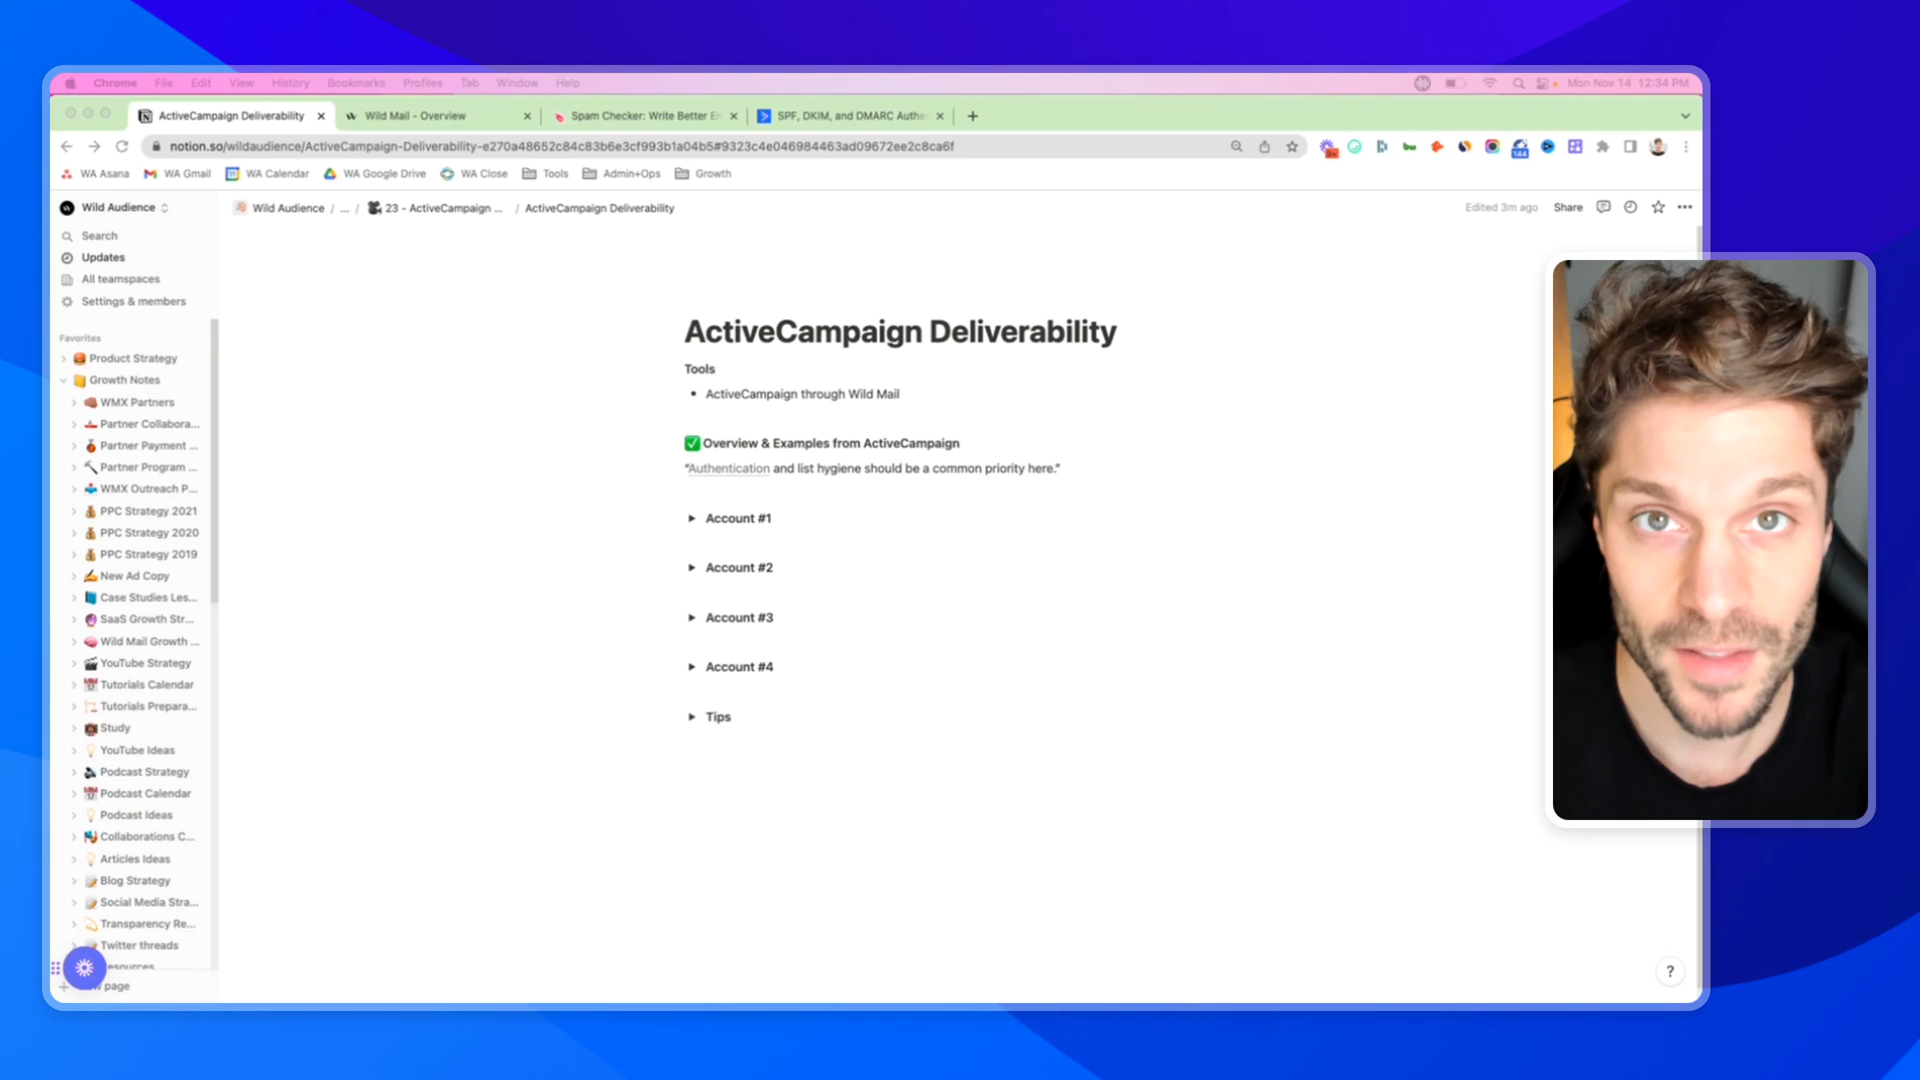 Chrome File Edit View History Bookmarks Profiles Tab Window Help Mon Nov 14 12:34 PM
ActiveCampaign Deliverability Wild Mail - Overview Spam Checker: Write Better E SPF, DKIM, and DMARC Authe
notion.so/wildaudience/ActiveCampaign-Deliverability-e270a48652c84c83b6e3cf993b1a04b5#9323c4e046984463ad09672ee2c8ca6f
9+
144
WA Asana WA Gmail WA Calendar WA Google Drive WA Close Tools Admin+Ops Growth
Wild Audience
Wild Audience / ... / 23 - ActiveCampaign ... / ActiveCampaign Deliverability
Edited 3m ago Share
Search
Updates
All teamspaces
Settings & members
Favorites
Product Strategy
Growth Notes
WMX Partners
Partner Collabora...
Partner Payment ...
Partner Program ...
WMX Outreach P...
PPC Strategy 2021
PPC Strategy 2020
PPC Strategy 2019
New Ad Copy
Case Studies Les...
SaaS Growth Str...
Wild Mail Growth ...
YouTube Strategy
Tutorials Calendar
Tutorials Prepara...
Study
YouTube Ideas
Podcast Strategy
Podcast Calendar
Podcast Ideas
Collaborations C...
Articles Ideas
Blog Strategy
Social Media Stra...
Transparency Re...
Twitter threads
page
ActiveCampaign Deliverability
Tools
• ActiveCampaign through Wild Mail
✅ Overview & Examples from ActiveCampaign
“Authentication and list hygiene should be a common priority here.”
Account #1
Account #2
Account #3
Account #4
Tips
?